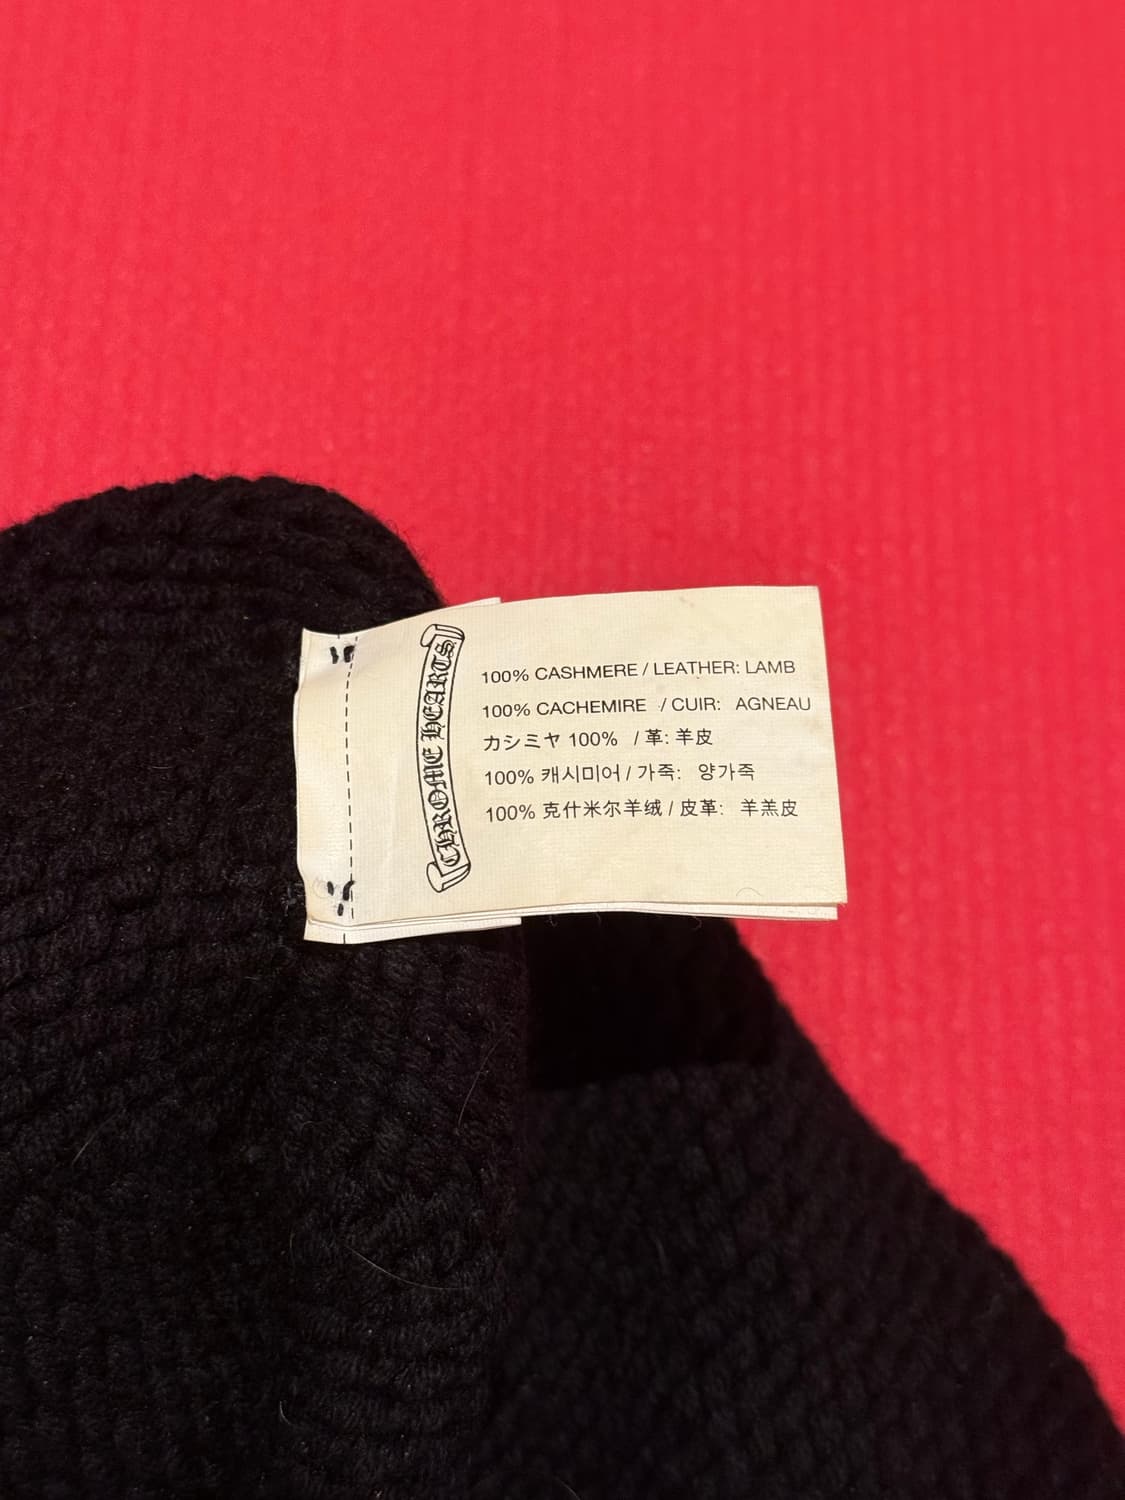 CHROME HEARTS
100% CASHMERE / LEATHER: LAMB
100% CACHEMIRE / CUIR: AGNEAU
カシミヤ 100% / 革: 羊皮
100% 캐시미어 / 가죽: 양가죽
100% 克什米尔羊绒 / 皮革: 羊羔皮